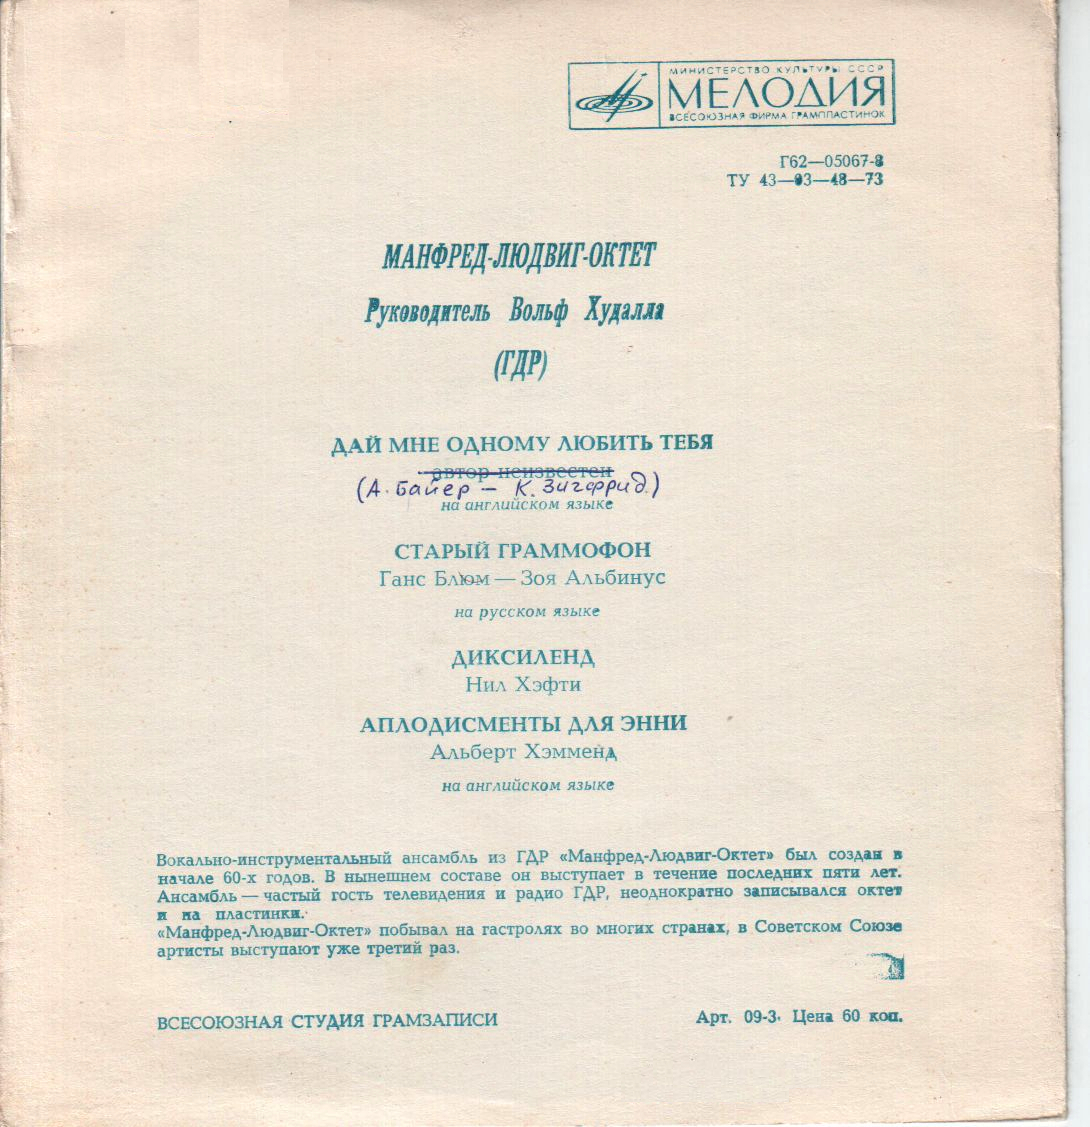 МИНИСТЕРСТВО КУЛЬТУРЫ СССР
МЕЛОДИЯ
ВСЕСОЮЗНАЯ ФИРМА ГРАМПЛАСТИНОК
Г62—05067-8
ТУ 43—03—48—73
МАНФРЕД-ЛЮДВИГ-ОКТЕТ
Руководитель Вольф Худалла
(ГДР)
ДАЙ МНЕ ОДНОМУ ЛЮБИТЬ ТЕБЯ
автор неизвестен
(А. Байер — К. Зигфрид.)
на английском языке
СТАРЫЙ ГРАММОФОН
Ганс Блюм — Зоя Альбинус
на русском языке
ДИКСИЛЕНД
Нил Хэфти
АПЛОДИСМЕНТЫ ДЛЯ ЭННИ
Альберт Хэмменд
на английском языке
Вокально-инструментальный ансамбль из ГДР «Манфред-Людвиг-Октет» был создан в
начале 60-х годов. В нынешнем составе он выступает в течение последних пяти лет.
Ансамбль — частый гость телевидения и радио ГДР, неоднократно записывался октет
и на пластинки.
«Манфред-Людвиг-Октет» побывал на гастролях во многих странах, в Советском Союзе
артисты выступают уже третий раз.
ВСЕСОЮЗНАЯ СТУДИЯ ГРАМЗАПИСИ
Арт. 09-3. Цена 60 коп.